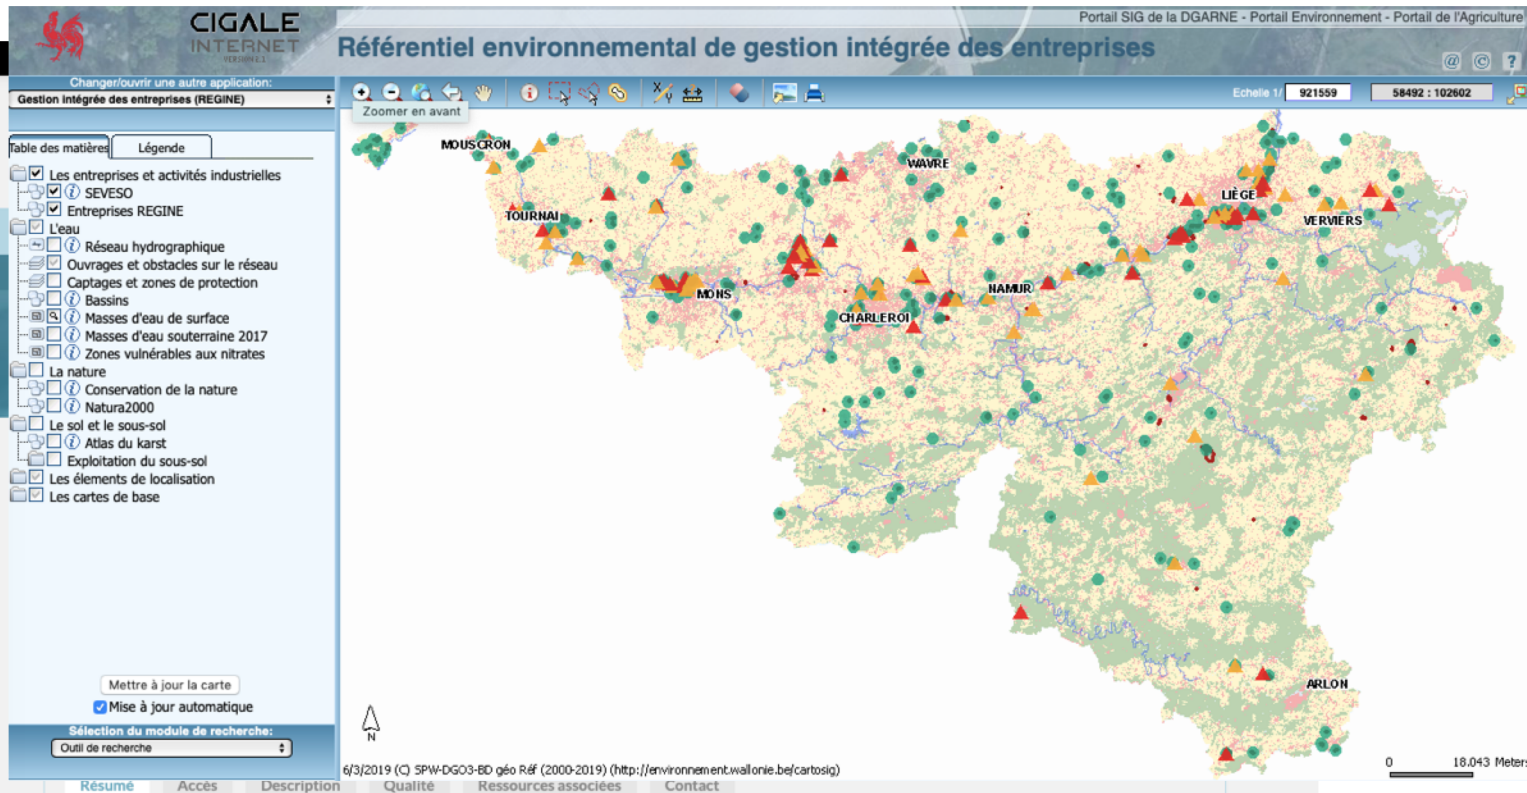 CIGALE
INTERNET
Portail SIG de la DGARNE - Portail Environnement - Portail de l'Agriculture
Référentiel environnemental de gestion intégrée des entreprises
@ © ?
Changer/ouvrir une autre application:
Gestion intégrée des entreprises (REGINE)
Echelle 1/ 921559 58492 : 102602
Zoomer en avant
Table des matières Légende
Les entreprises et activités industrielles
SEVESO
Entreprises REGINE
L'eau
Réseau hydrographique
Ouvrages et obstacles sur le réseau
Captages et zones de protection
Bassins
Masses d'eau de surface
Masses d'eau souterraine 2017
Zones vulnérables aux nitrates
La nature
Conservation de la nature
Natura2000
Le sol et le sous-sol
Atlas du karst
Exploitation du sous-sol
Les élements de localisation
Les cartes de base
Mettre à jour la carte
Mise à jour automatique
Sélection du module de recherche:
Outil de recherche
MOUSCRON
WAVRE
LIÈGE
TOURNAI
VERVIERS
MONS
NAMUR
CHARLEROI
ARLON
N
6/3/2019 (C) SPW-DGO3-BD géo Réf (2000-2019) (http://environnement.wallonie.be/cartosig)
0 18.043 Meters
Résumé Accès Description Qualité Ressources associées Contact